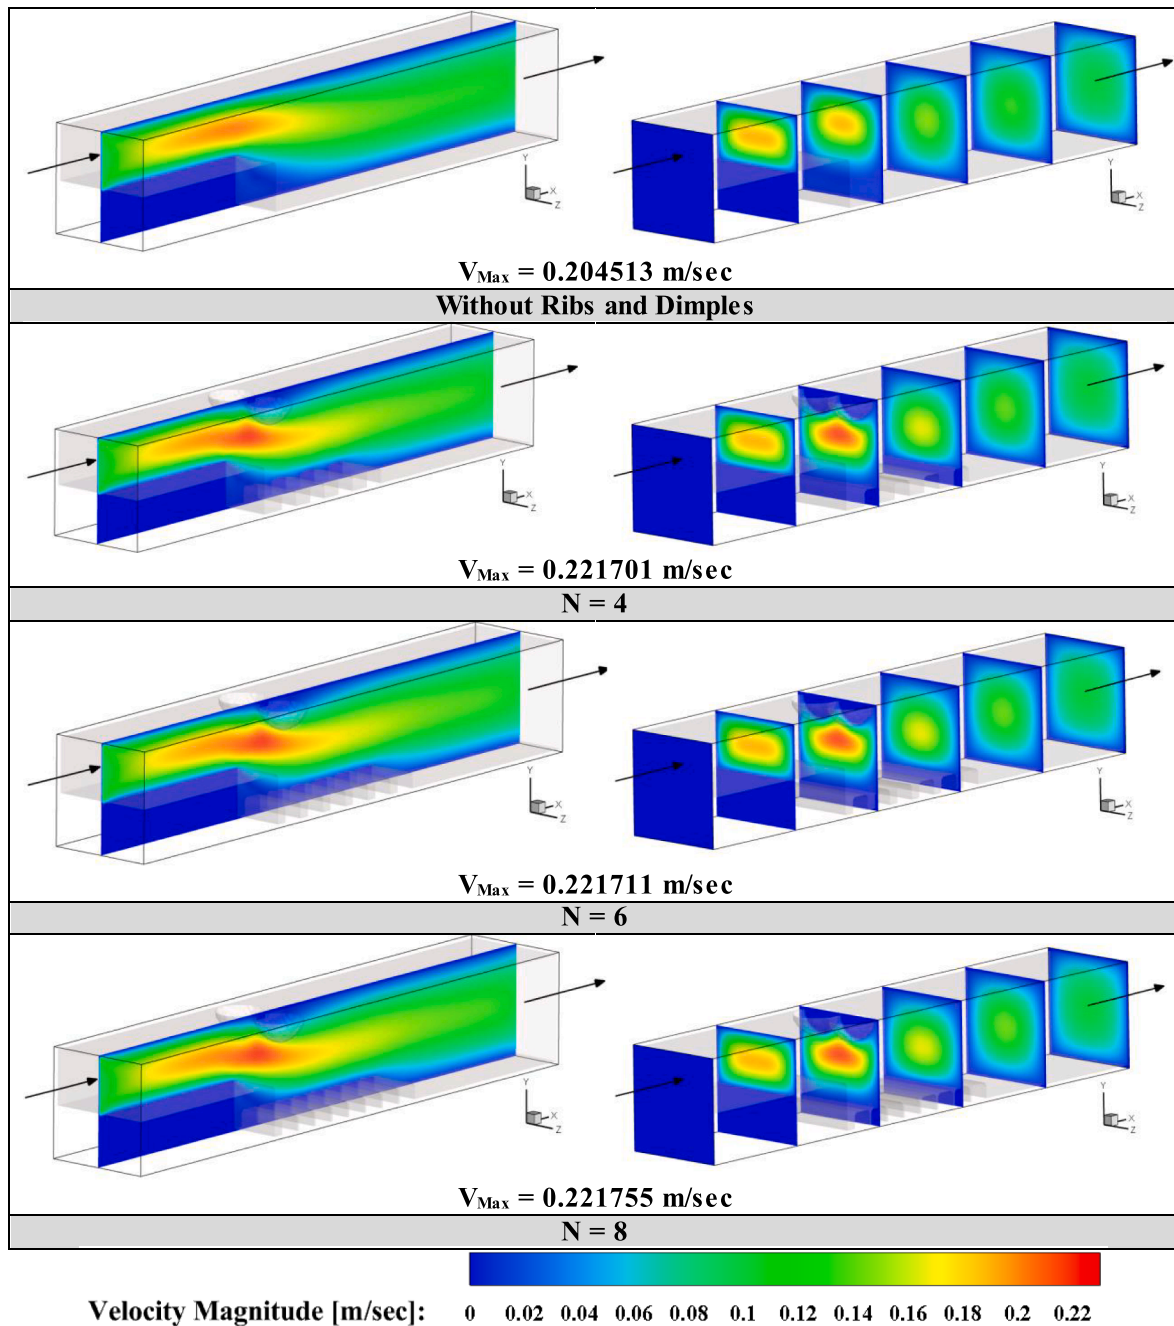 Y
X
Z
Y
X
Z
VMax = 0.204513 m/sec
Without Ribs and Dimples
Y
X
Z
Y
X
Z
VMax = 0.221701 m/sec
N = 4
Y
X
Z
Y
X
Z
VMax = 0.221711 m/sec
N = 6
Y
X
Z
Y
X
Z
VMax = 0.221755 m/sec
N = 8
Velocity Magnitude [m/sec]: 0 0.02 0.04 0.06 0.08 0.1 0.12 0.14 0.16 0.18 0.2 0.22